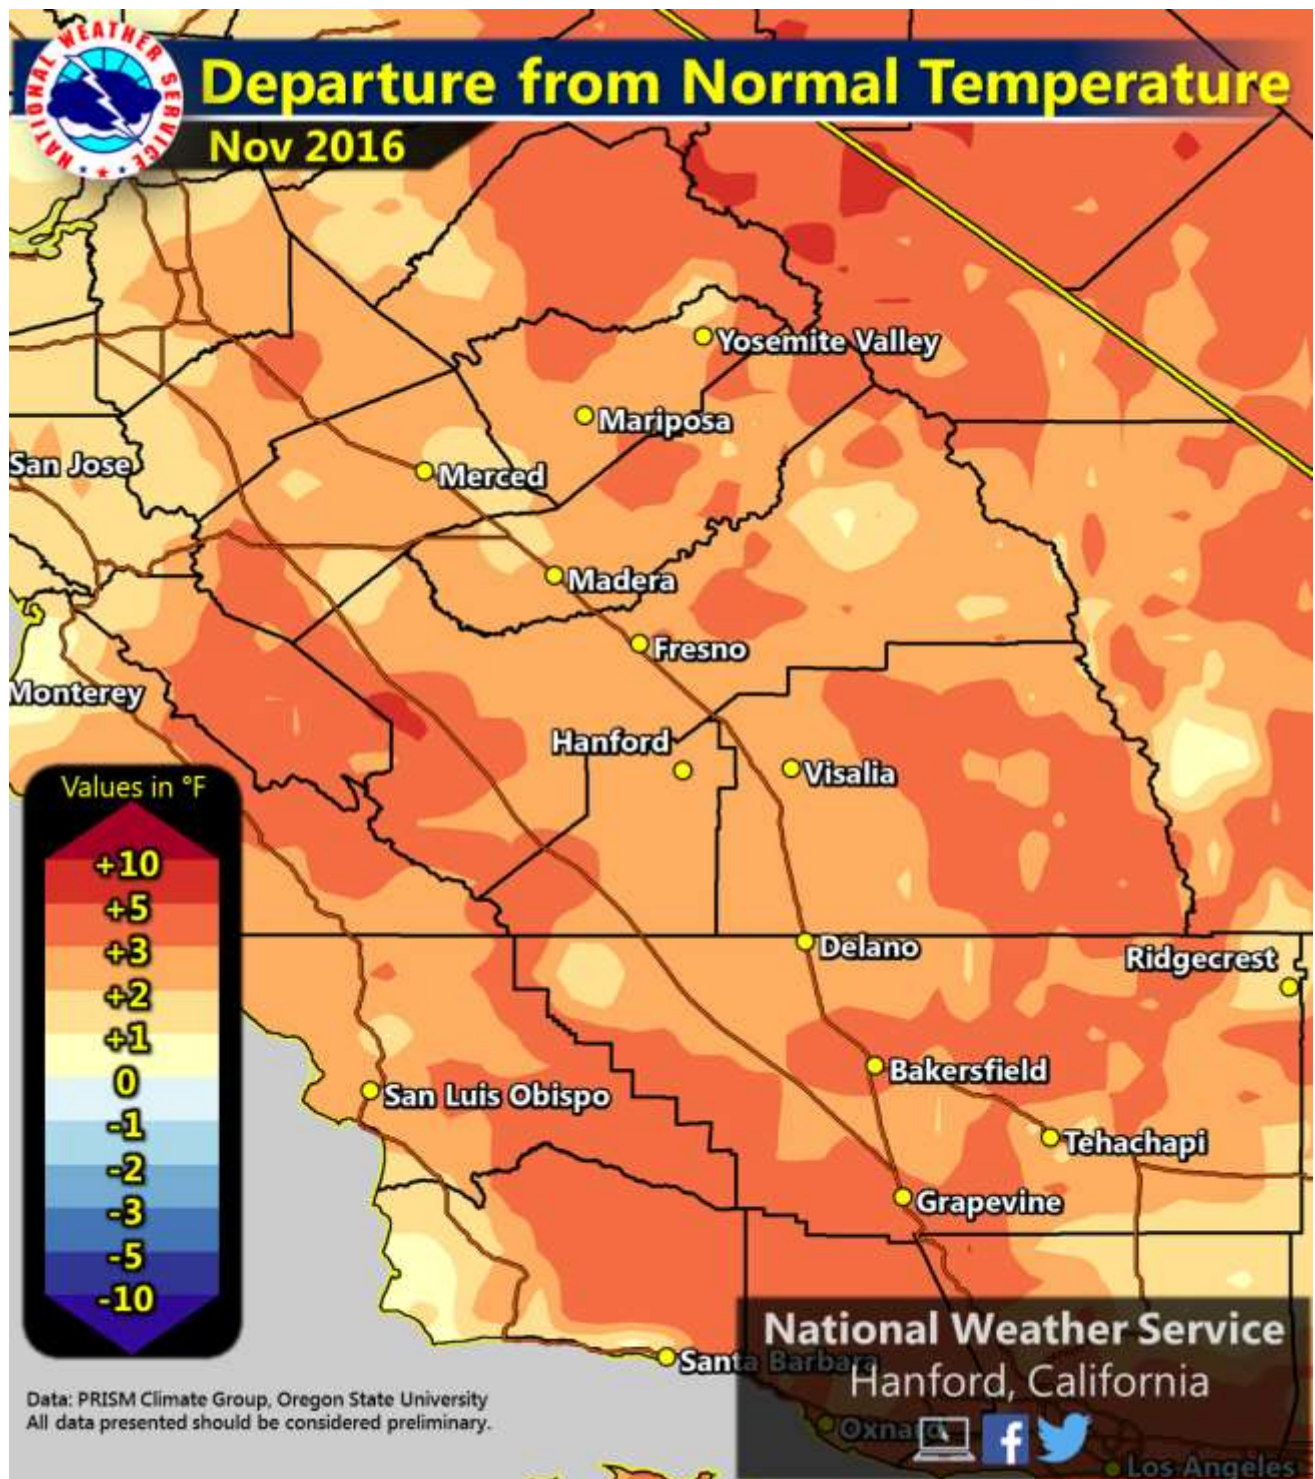 NATIONAL WEATHER SERVICE
Departure from Normal Temperature
Nov 2016
Yosemite Valley
Mariposa
San Jose
Merced
Madera
Fresno
Monterey
Hanford
Visalia
Values in °F
+10
+5
+3
+2
+1
0
-1
-2
-3
-5
-10
Delano
Ridgecrest
Bakersfield
San Luis Obispo
Tehachapi
Grapevine
Santa Barbara
Oxnard
Los Angeles
National Weather Service
Hanford, California
Data: PRISM Climate Group, Oregon State University
All data presented should be considered preliminary.